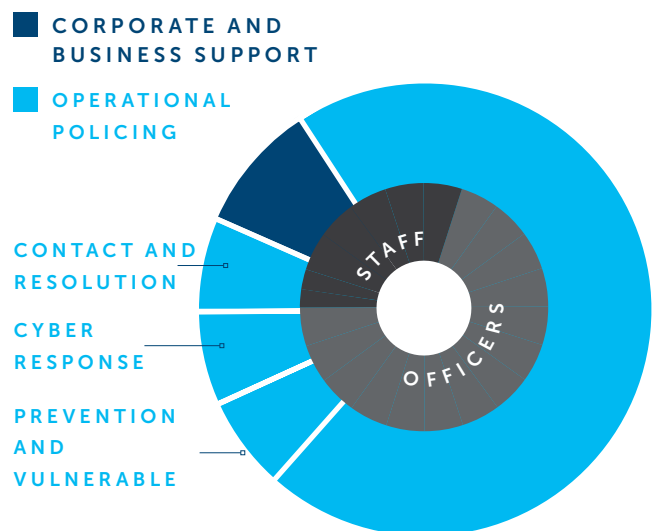 CORPORATE AND
BUSINESS SUPPORT
OPERATIONAL
POLICING
CONTACT AND
RESOLUTION
CYBER
RESPONSE
PREVENTION
AND
VULNERABLE
STAFF
OFFICERS